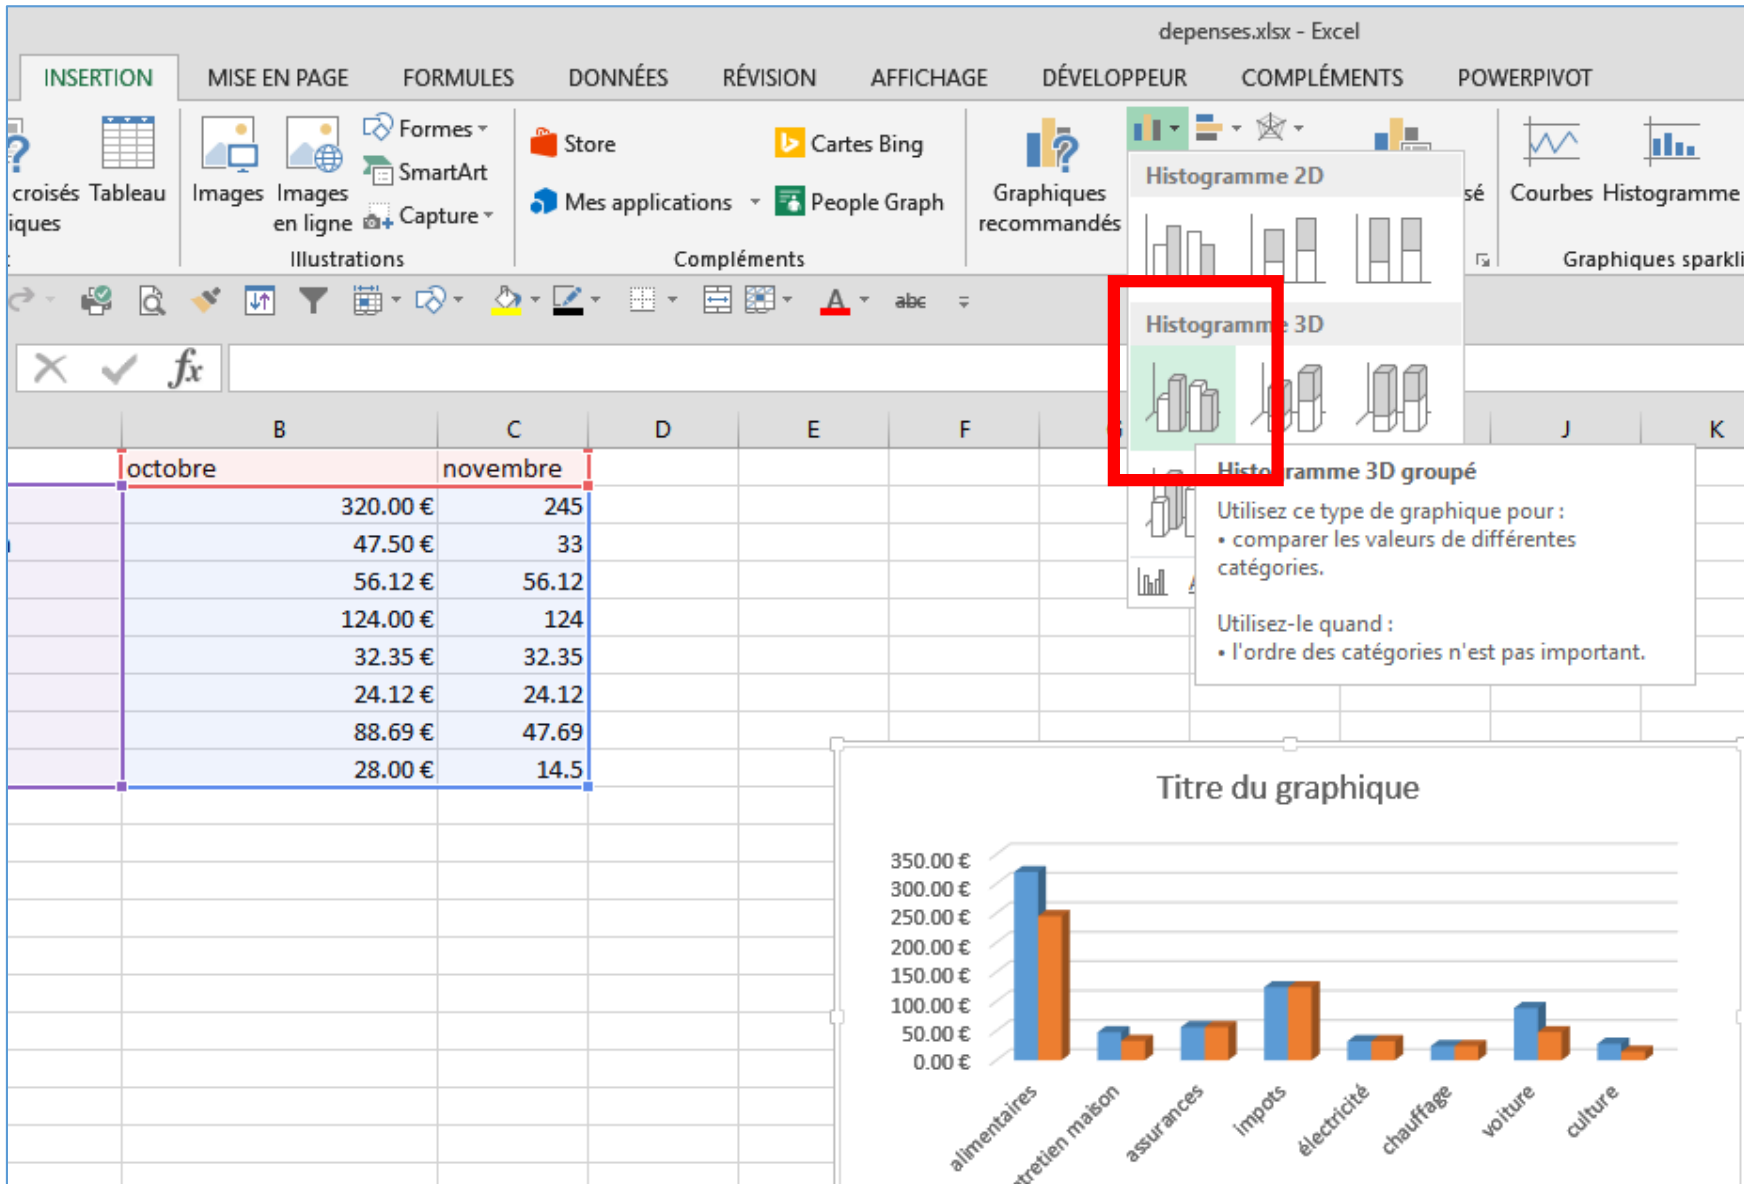 depenses.xlsx - Excel
INSERTION MISE EN PAGE FORMULES DONNÉES RÉVISION AFFICHAGE DÉVELOPPEUR COMPLÉMENTS POWERPIVOT
croisés
iques
Tableau
Images
Images
en ligne
Formes
SmartArt
Capture
Illustrations
Store
Mes applications
Cartes Bing
People Graph
Compléments
Graphiques
recommandés
Histogramme 2D
sé
Courbes
Histogramme
Graphiques sparkli
abc
Histogramme 3D
fx
B C D E F J K
Histogramme 3D groupé
Utilisez ce type de graphique pour :
• comparer les valeurs de différentes
catégories.
Utilisez-le quand :
• l'ordre des catégories n'est pas important.
octobre novembre
320.00 € 245
47.50 € 33
56.12 € 56.12
124.00 € 124
32.35 € 32.35
24.12 € 24.12
88.69 € 47.69
28.00 € 14.5
Titre du graphique
350.00 €
300.00 €
250.00 €
200.00 €
150.00 €
100.00 €
50.00 €
0.00 €
alimentaires
tretien maison
assurances
impots
électricité
chauffage
voiture
culture